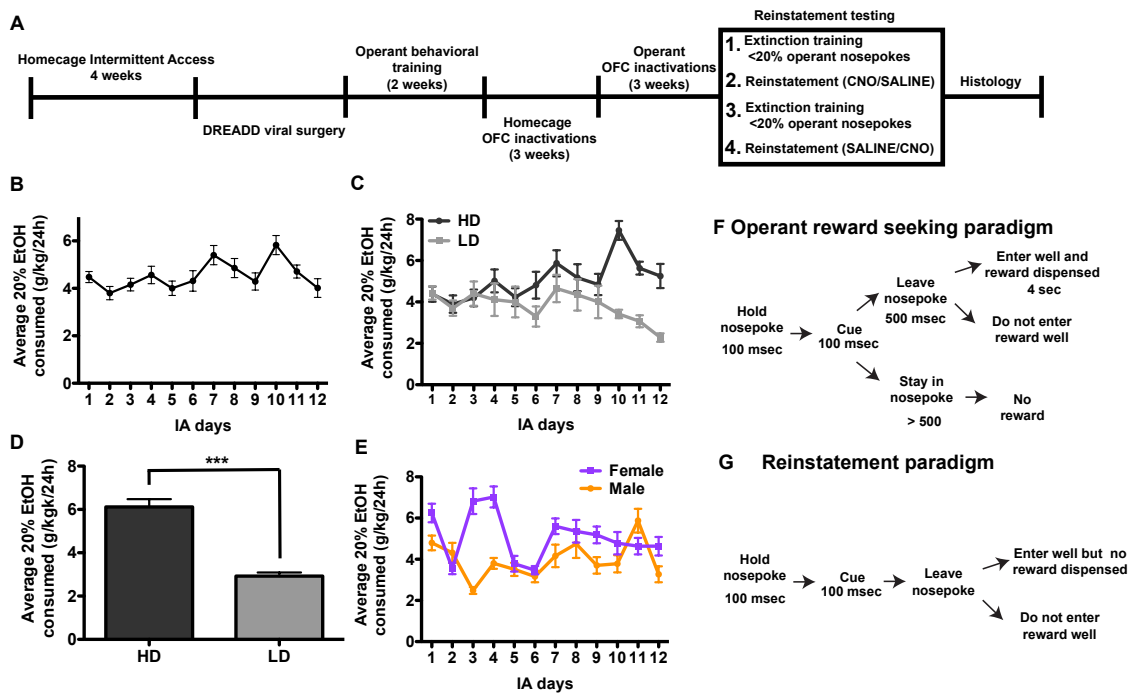 A
Homecage Intermittent Access
4 weeks
DREADD viral surgery
Operant behavioral
training
(2 weeks)
Homecage
OFC inactivations
(3 weeks)
Operant
OFC inactivations
(3 weeks)
Reinstatement testing
1. Extinction training
<20% operant nosepokes
2. Reinstatement (CNO/SALINE)
3. Extinction training
<20% operant nosepokes
4. Reinstatement (SALINE/CNO)
Histology
B
Average 20% EtOH
consumed (g/kg/24h)
6
4
2
0
1 2 3 4 5 6 7 8 9 10 11 12
IA days
C
HD
LD
Average 20% EtOH
consumed (g/kg/24h)
8
6
4
2
0
1 2 3 4 5 6 7 8 9 10 11 12
IA days
D
Average 20% EtOH
consumed (g/kgk/24h)
8
6
4
2
0
***
HD LD
E
Female
Male
Average 20% EtOH
consumed (g/kg/24h)
8
6
4
2
0
1 2 3 4 5 6 7 8 9 10 11 12
IA days
F Operant reward seeking paradigm
Hold
nosepoke
100 msec
Cue
100 msec
Leave
nosepoke
500 msec
Enter well and
reward dispensed
4 sec
Do not enter
reward well
Stay in
nosepoke
> 500
No
reward
G Reinstatement paradigm
Hold
nosepoke
100 msec
Cue
100 msec
Leave
nosepoke
Enter well but no
reward dispensed
Do not enter
reward well